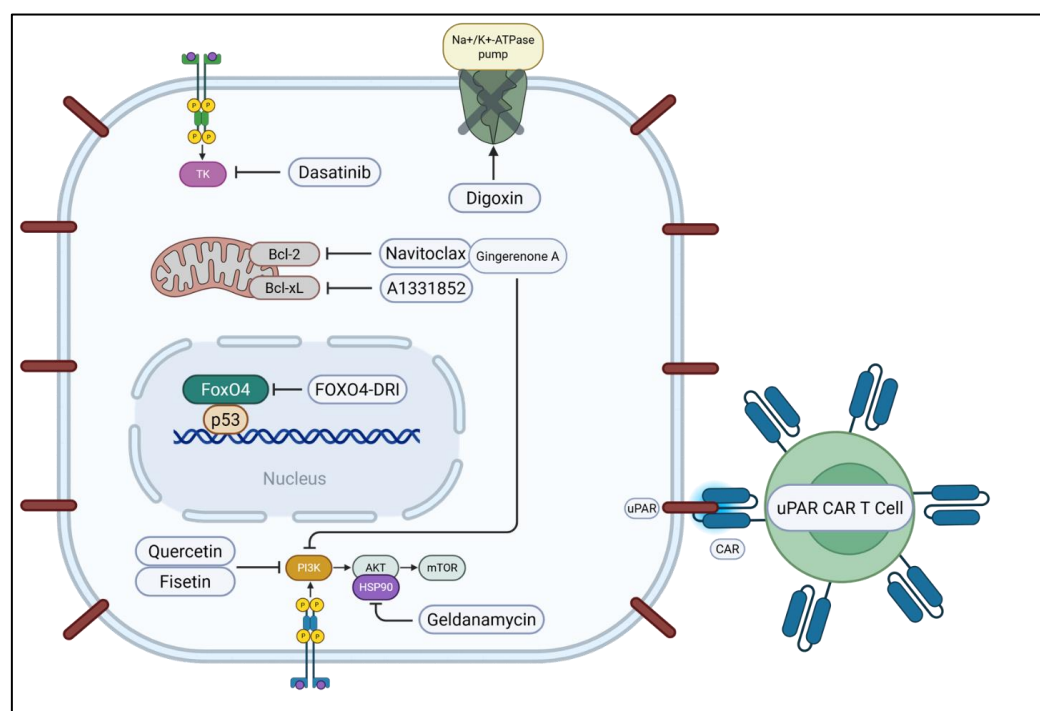 Na+/K+-ATPase
pump
P P
P P
TK
Dasatinib
Digoxin
Bcl-2
Navitoclax
Gingerenone A
Bcl-xL
A1331852
FoxO4
FOXO4-DRI
p53
Nucleus
uPAR
uPAR CAR T Cell
CAR
Quercetin
Fisetin
PI3K
AKT
mTOR
HSP90
P P
P P
Geldanamycin